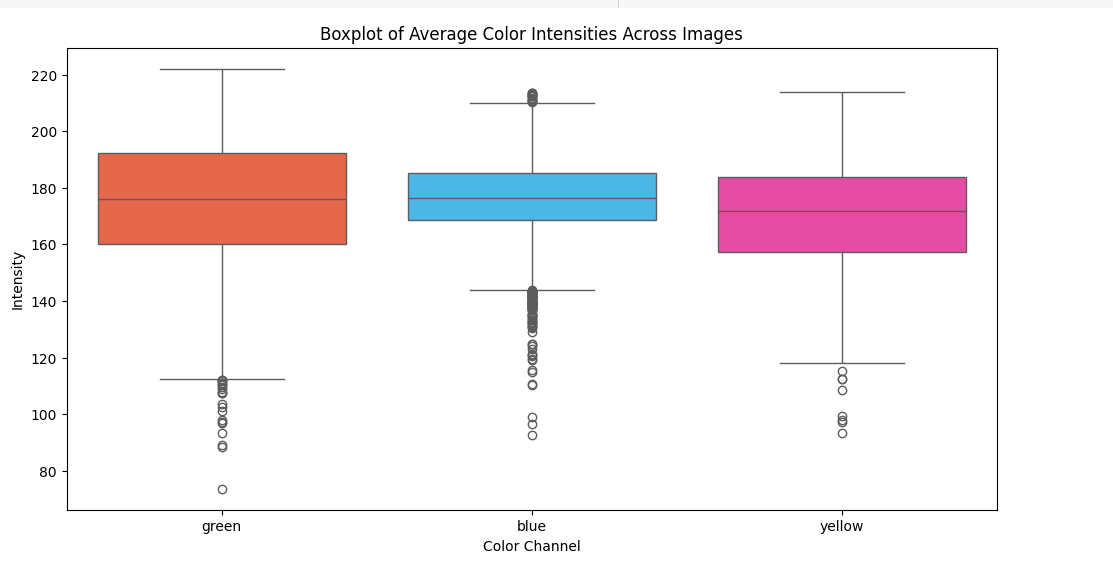 Boxplot of Average Color Intensities Across Images
Intensity
220
200
180
160
140
120
100
80
green blue yellow
Color Channel